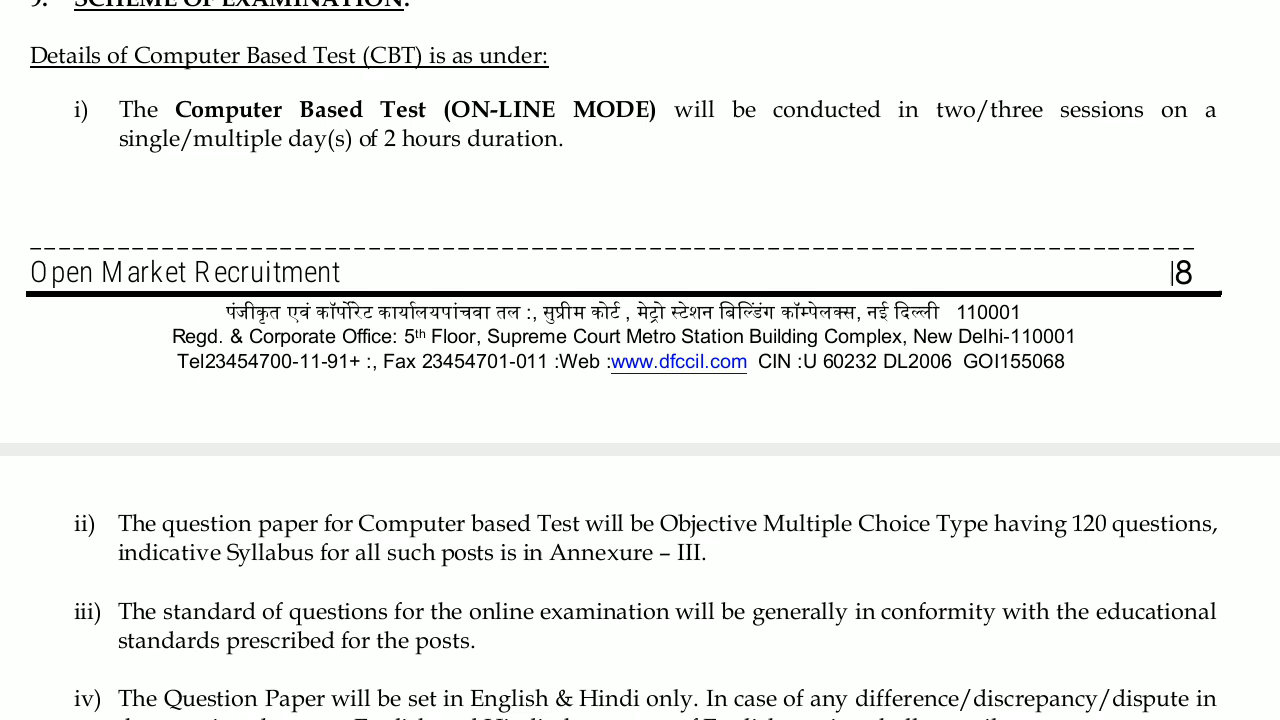 9. SCHEME OF EXAMINATION:
Details of Computer Based Test (CBT) is as under:
i) The Computer Based Test (ON-LINE MODE) will be conducted in two/three sessions on a
single/multiple day(s) of 2 hours duration.
Open Market Recruitment |8
पंजीकृत एवं कॉर्पोरेट कार्यालयपांचवा तल :, सुप्रीम कोर्ट , मेट्रो स्टेशन बिल्डिंग कॉम्पेलक्स, नई दिल्ली 110001
Regd. & Corporate Office: 5th Floor, Supreme Court Metro Station Building Complex, New Delhi-110001
Tel23454700-11-91+ :, Fax 23454701-011 :Web :www.dfccil.com CIN :U 60232 DL2006 GOI155068
ii) The question paper for Computer based Test will be Objective Multiple Choice Type having 120 questions,
indicative Syllabus for all such posts is in Annexure – III.
iii) The standard of questions for the online examination will be generally in conformity with the educational
standards prescribed for the posts.
iv) The Question Paper will be set in English & Hindi only. In case of any difference/discrepancy/dispute in